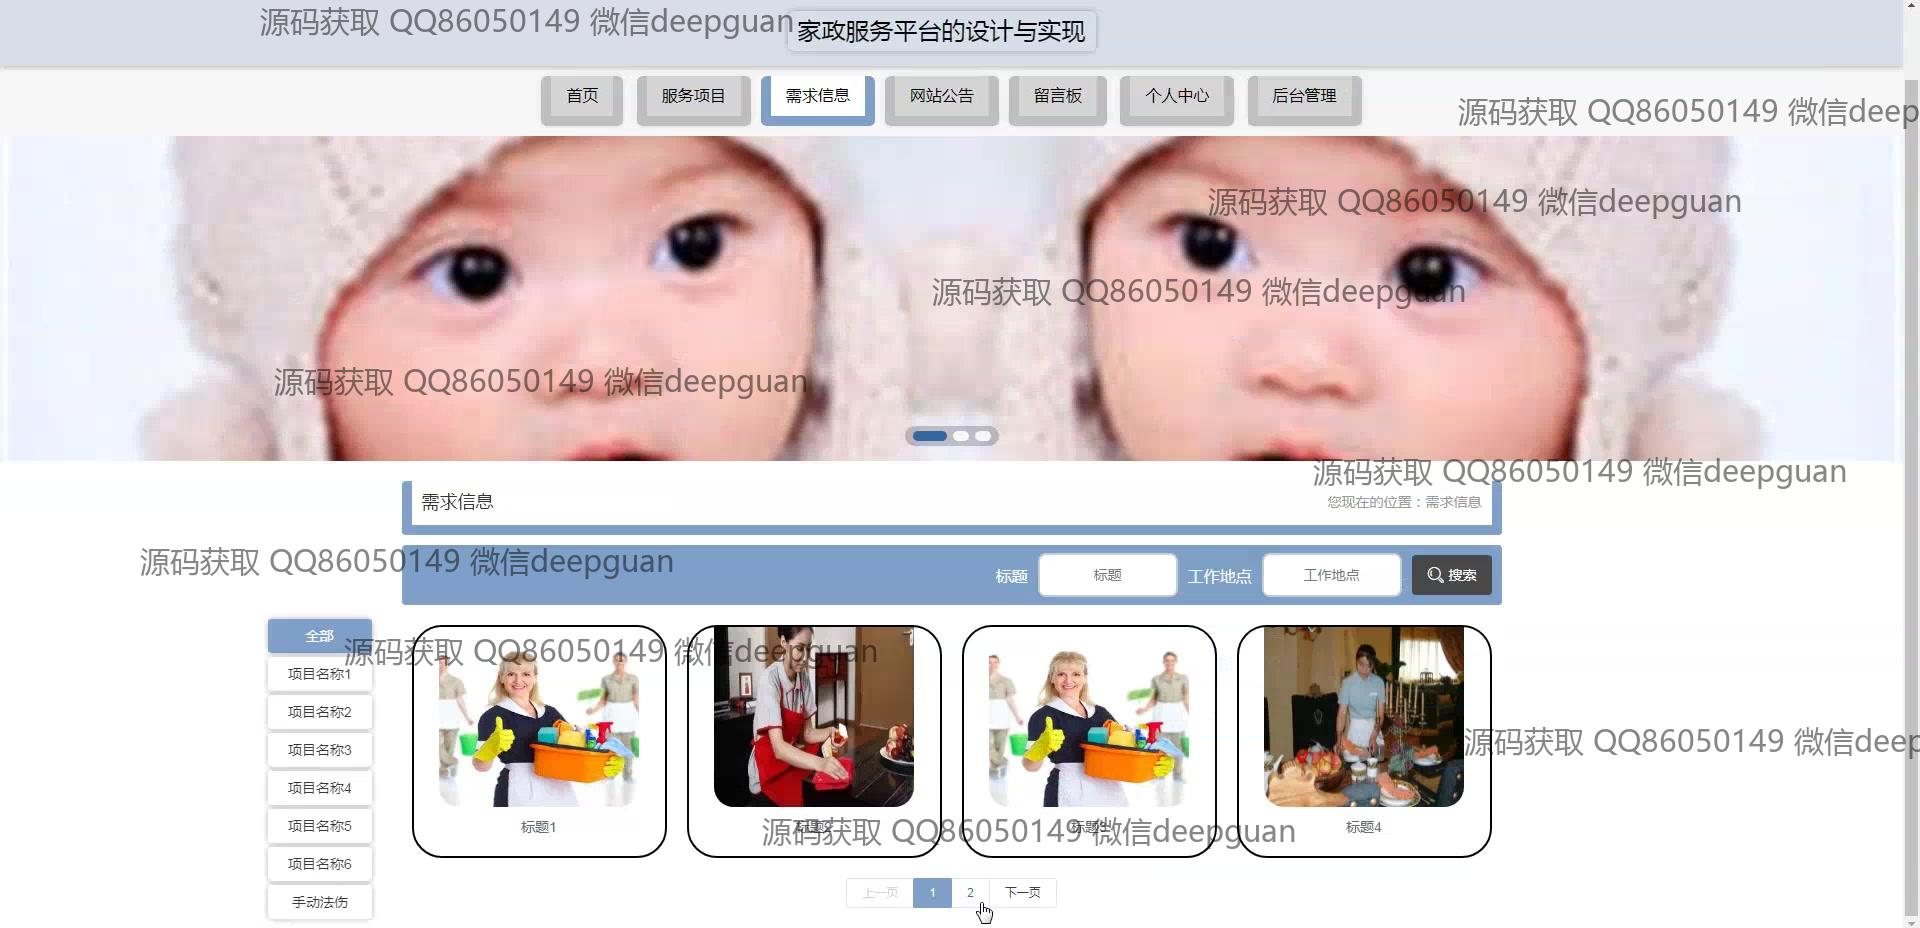 源码获取 QQ86050149 微信deepguan
家政服务平台的设计与实现
首页 服务项目 需求信息 网站公告 留言板 个人中心 后台管理
源码获取 QQ86050149 微信deep
源码获取 QQ86050149 微信deepguan
源码获取 QQ86050149 微信deepguan
源码获取 QQ86050149 微信deepguan
源码获取 QQ86050149 微信deepguan
需求信息 您现在的位置：需求信息
源码获取 QQ86050149 微信deepguan
标题 标题 工作地点 工作地点 搜索
全部
源码获取 QQ86050149 微信deepguan
项目名称1
项目名称2
项目名称3
源码获取 QQ86050149 微信deep
项目名称4
项目名称5
标题1 标题2 标题3 标题4
源码获取 QQ86050149 微信deepguan
项目名称6
上一页 1 2 下一页
手动法伤